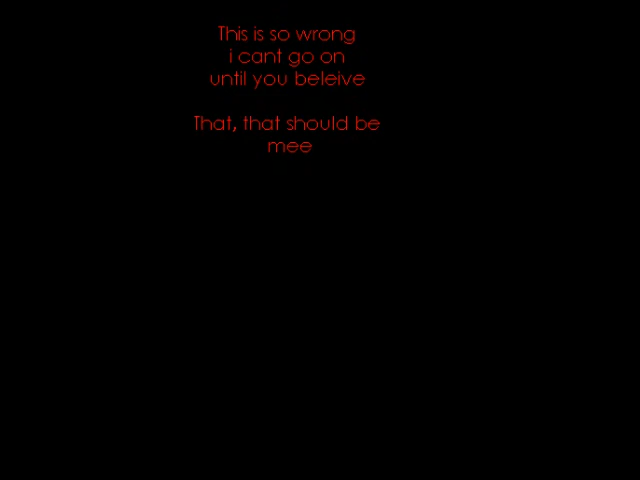 This is so wrong
i cant go on
until you beleive
That, that should be
mee